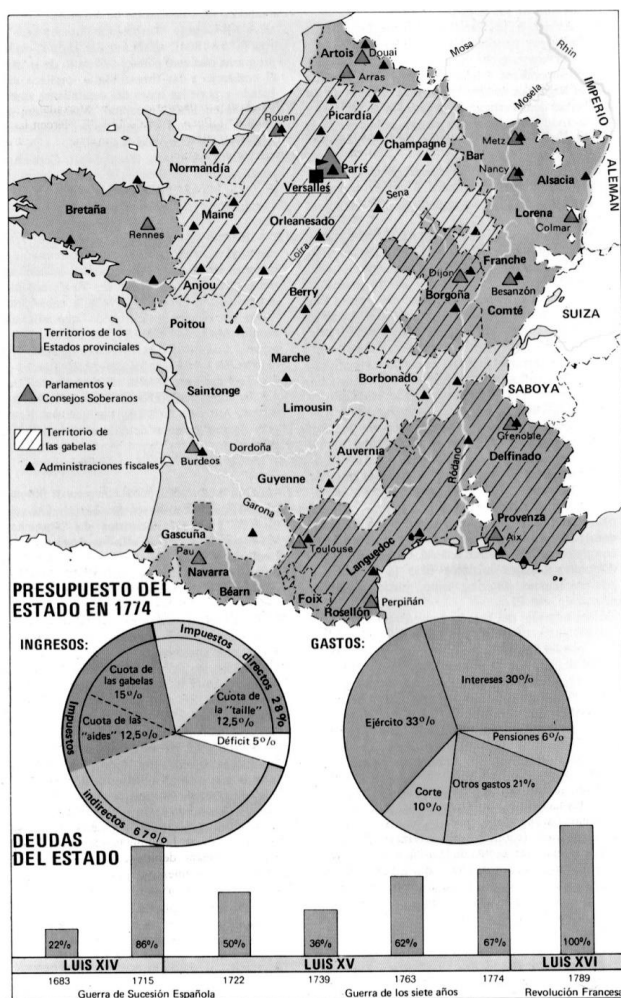 Artois
Douai
Arras
Mosa
Rhin
Mosela
IMPERIO
ALEMAN
Rouen
Picardía
Normandía
Champagne
Metz
Bar
París
Nancy
Alsacia
Versalles
Bretaña
Sena
Lorena
Maine
Orleanesado
Colmar
Rennes
Loira
Franche
Dijon
Anjou
Borgoña
Besanzón
Berry
Comté
Poitou
SUIZA
Territorios de los
Estados provinciales
Marche
Borbonado
Saintonge
Parlamentos y
Consejos Soberanos
SABOYA
Limousin
Territorio de
las gabelas
Grenoble
Dordoña
Auvernia
Delfinado
Burdeos
Ródano
Administraciones fiscales
Guyenne
Garona
Provenza
Gascuña
Aix
Toulouse
Languedoc
Pau
Navarra
Foix
Béarn
Rosellón
Perpiñán
PRESUPUESTO DEL
ESTADO EN 1774
INGRESOS:
Impuestos
directos 28%
Cuota de
las gabelas
15%
Cuota de
la "taille"
12,5%
Cuota de las
"aides" 12,5%
Déficit 5%
Impuestos
indirectos 67%
GASTOS:
Intereses 30%
Ejército 33%
Pensiones 6%
Otros gastos 21%
Corte
10%
DEUDAS
DEL ESTADO
22% 86% 50% 36% 62% 67% 100%
LUIS XIV LUIS XV LUIS XVI
1683 1715 1722 1739 1763 1774 1789
Guerra de Sucesión Española Guerra de los siete años Revolución Francesa